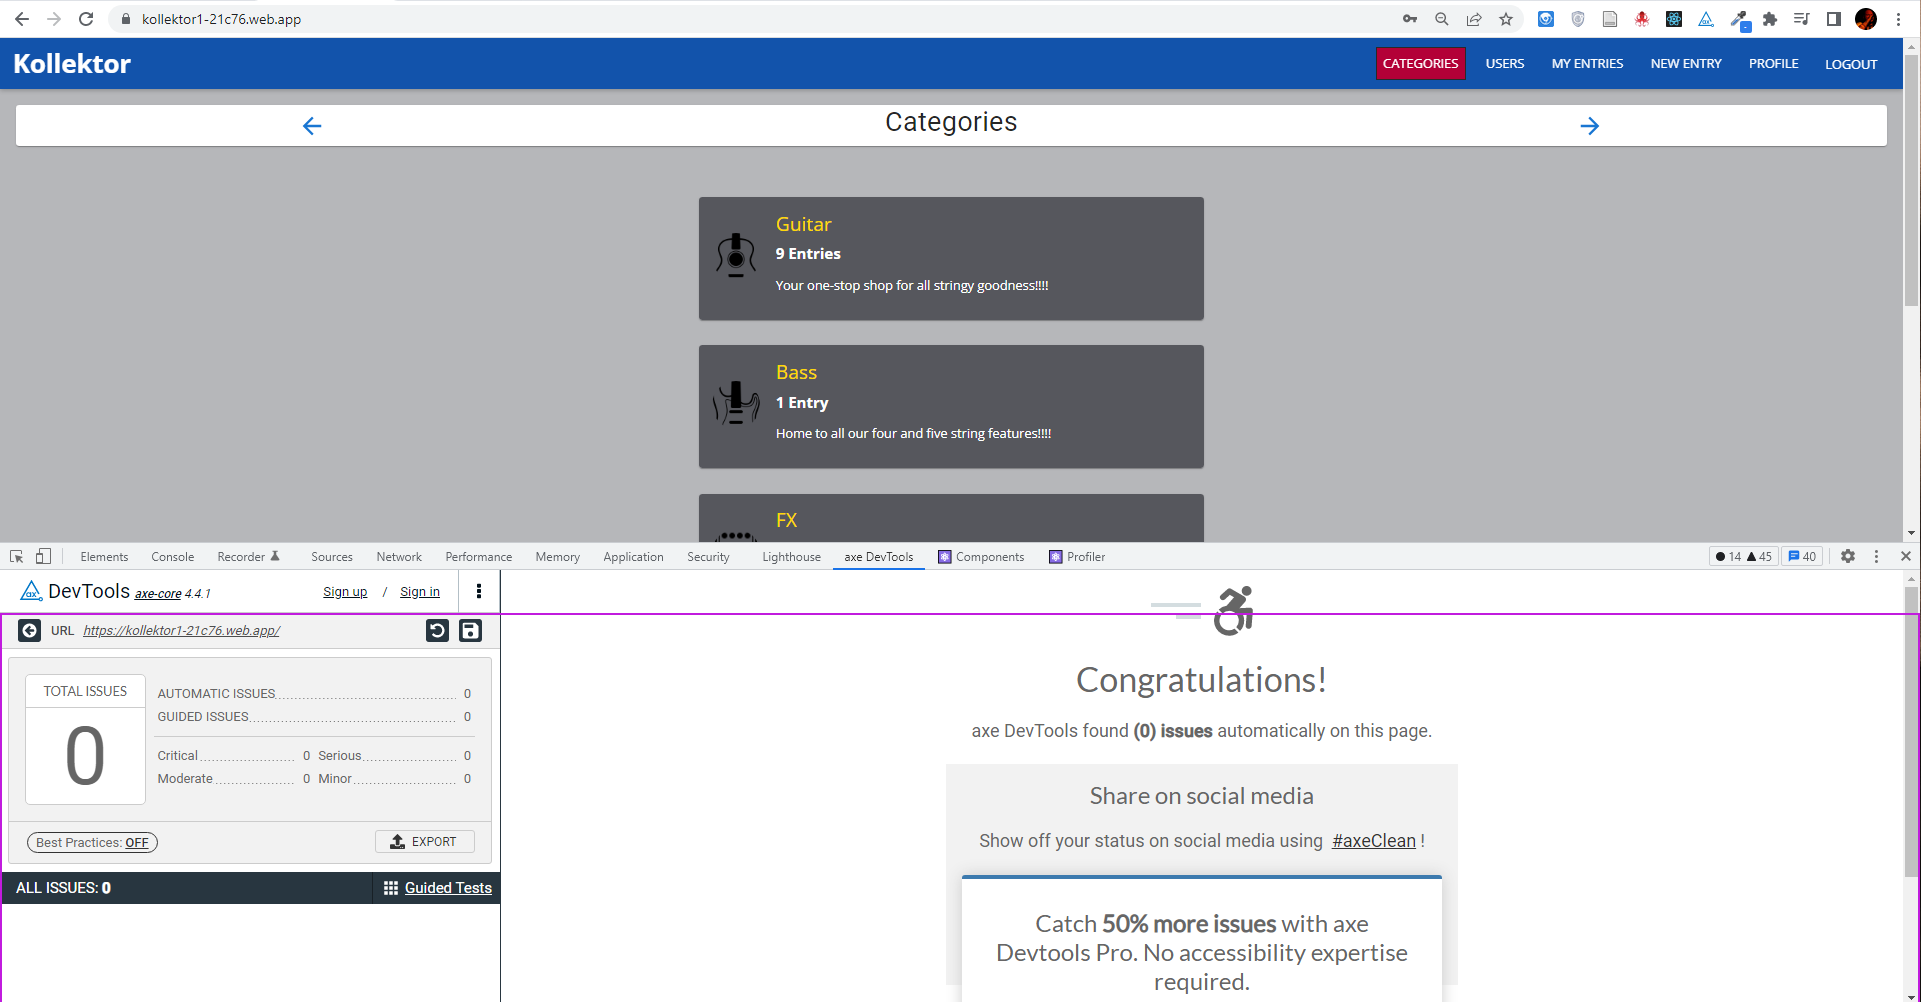 kollektor1-21c76.web.app
Kollektor
CATEGORIES USERS MY ENTRIES NEW ENTRY PROFILE LOGOUT
Categories
Guitar
9 Entries
Your one-stop shop for all stringy goodness!!!!
Bass
1 Entry
Home to all our four and five string features!!!!
FX
Elements Console Recorder Sources Network Performance Memory Application Security Lighthouse axe DevTools Components Profiler 14 45 40
DevTools axe-core 4.4.1 Sign up / Sign in
URL https://kollektor1-21c76.web.app/
TOTAL ISSUES
0
AUTOMATIC ISSUES 0
GUIDED ISSUES 0
Critical 0 Serious 0
Moderate 0 Minor 0
Best Practices: OFF EXPORT
ALL ISSUES: 0 Guided Tests
Congratulations!
axe DevTools found (0) issues automatically on this page.
Share on social media
Show off your status on social media using #axeClean !
Catch 50% more issues with axe
Devtools Pro. No accessibility expertise
required.